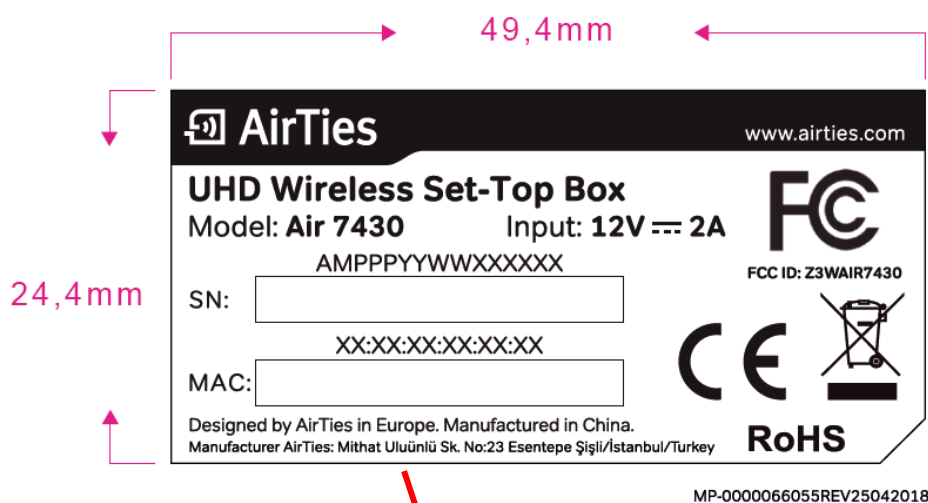 49,4mm
AirTies
www.airties.com
UHD Wireless Set-Top Box
Model: Air 7430 Input: 12V ⎓ 2A
FC
AMPPPYYWWXXXXXX
FCC ID: Z3WAIR7430
24,4mm
SN:
XX:XX:XX:XX:XX:XX
MAC:
CE
Designed by AirTies in Europe. Manufactured in China.
Manufacturer AirTies: Mithat Uluünlü Sk. No:23 Esentepe Şişli/İstanbul/Turkey
RoHS
MP-0000066055REV25042018